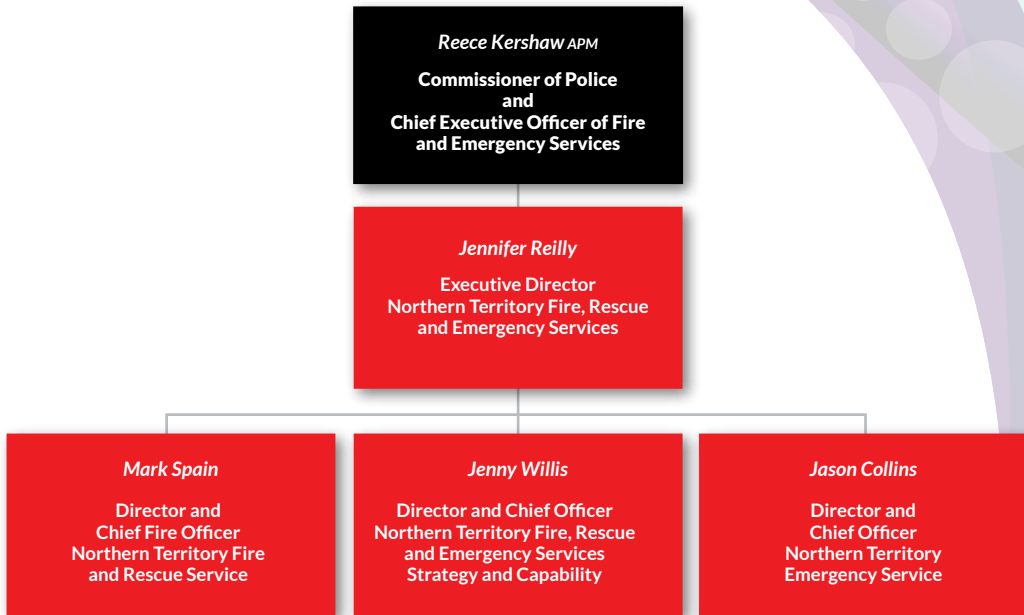 Reece Kershaw APM
Commissioner of Police
and
Chief Executive Officer of Fire
and Emergency Services
Jennifer Reilly
Executive Director
Northern Territory Fire, Rescue
and Emergency Services
Mark Spain
Director and
Chief Fire Officer
Northern Territory Fire
and Rescue Service
Jenny Willis
Director and Chief Officer
Northern Territory Fire, Rescue
and Emergency Services
Strategy and Capability
Jason Collins
Director and
Chief Officer
Northern Territory
Emergency Service